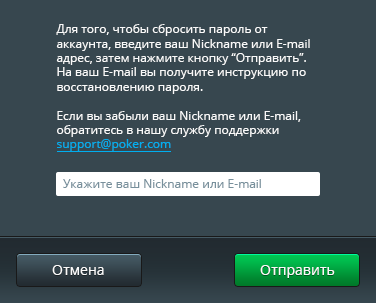 Для того, чтобы сбросить пароль от
аккаунта, введите ваш Nickname или E-mail
адрес, затем нажмите кнопку “Отправить”.
На ваш E-mail вы получите инструкцию по
восстановлению пароля.
Если вы забыли ваш Nickname или E-mail,
обратитесь в нашу службу поддержки
support@poker.com
Укажите ваш Nickname или E-mail
Отмена
Отправить